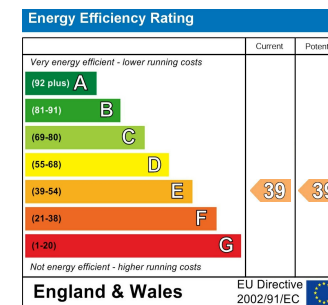 Energy Efficiency Rating
Current Potent
Very energy efficient - lower running costs
(92 plus) A
(81-91) B
(69-80) C
(55-68) D
(39-54) E 39 39
(21-38) F
(1-20) G
Not energy efficient - higher running costs
England & Wales
EU Directive
2002/91/EC